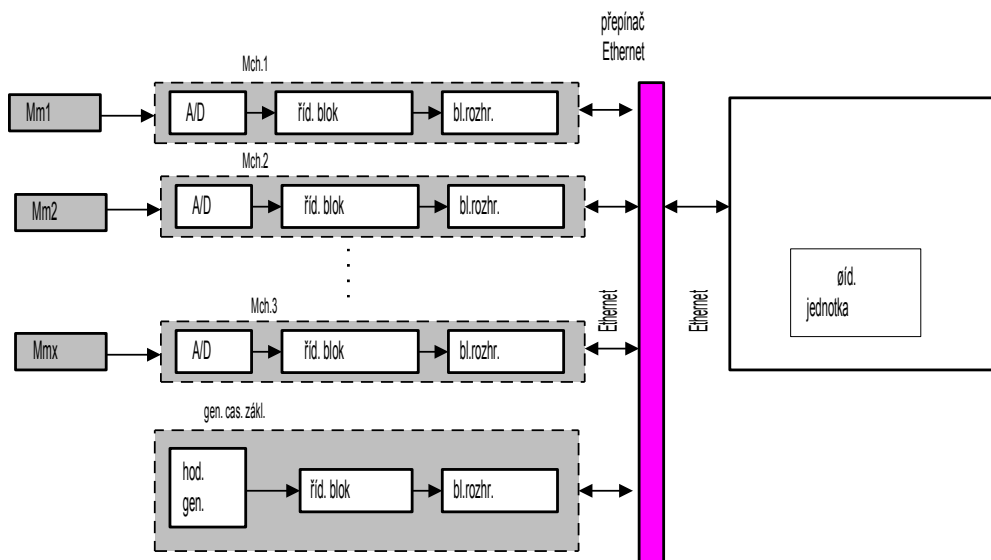 přepínač
Ethernet
Mch.1
Mm1
A/D
říd. blok
bl.rozhr.
Mch.2
Mm2
A/D
říd. blok
bl.rozhr.
øíd.
jednotka
Ethernet
Ethernet
Mch.3
Mmx
A/D
říd. blok
bl.rozhr.
gen. cas. zákl.
hod.
gen.
říd. blok
bl.rozhr.